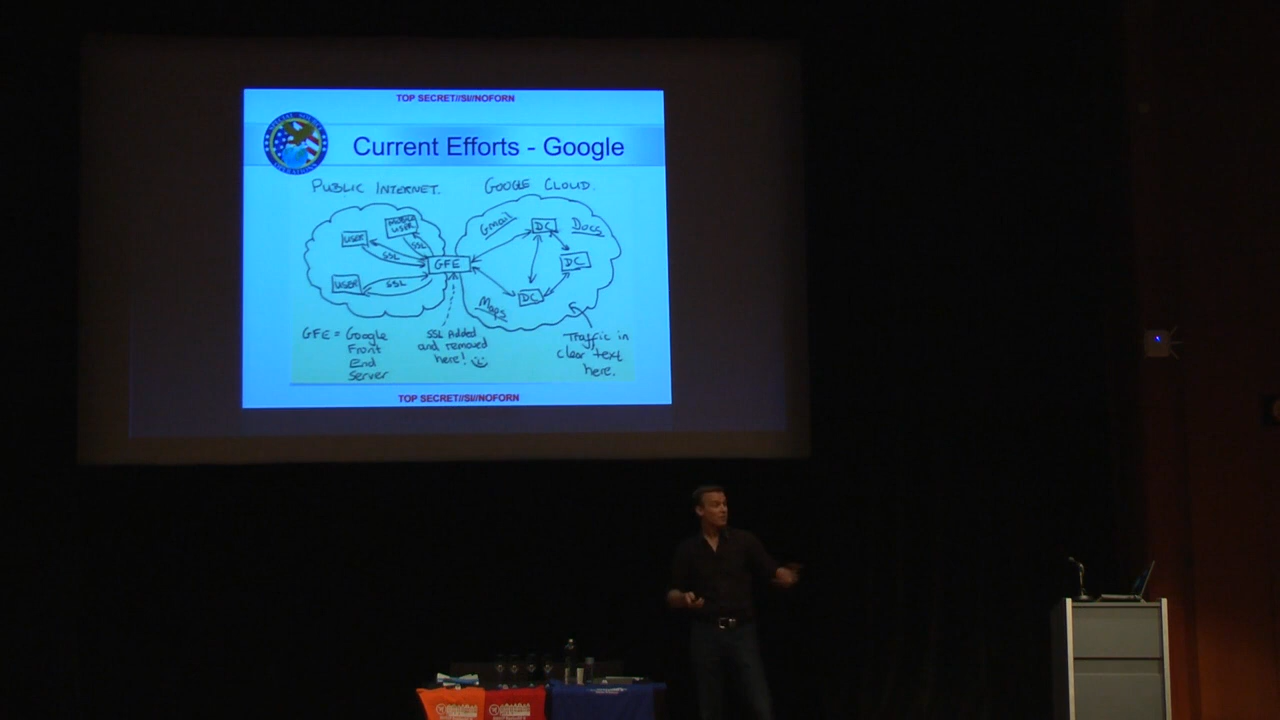 TOP SECRET//SI//NOFORN
Current Efforts - Google
PUBLIC INTERNET.
GOOGLE CLOUD.
Gmail
DC
Docs
USER
MOBILE
USER
SSL
SSL
GFE
DC
USER
SSL
DC
Maps
GFE = Google
Front
End
Server
SSL Added
and removed
here!
Traffic in
clear text
here.
TOP SECRET//SI//NOFORN